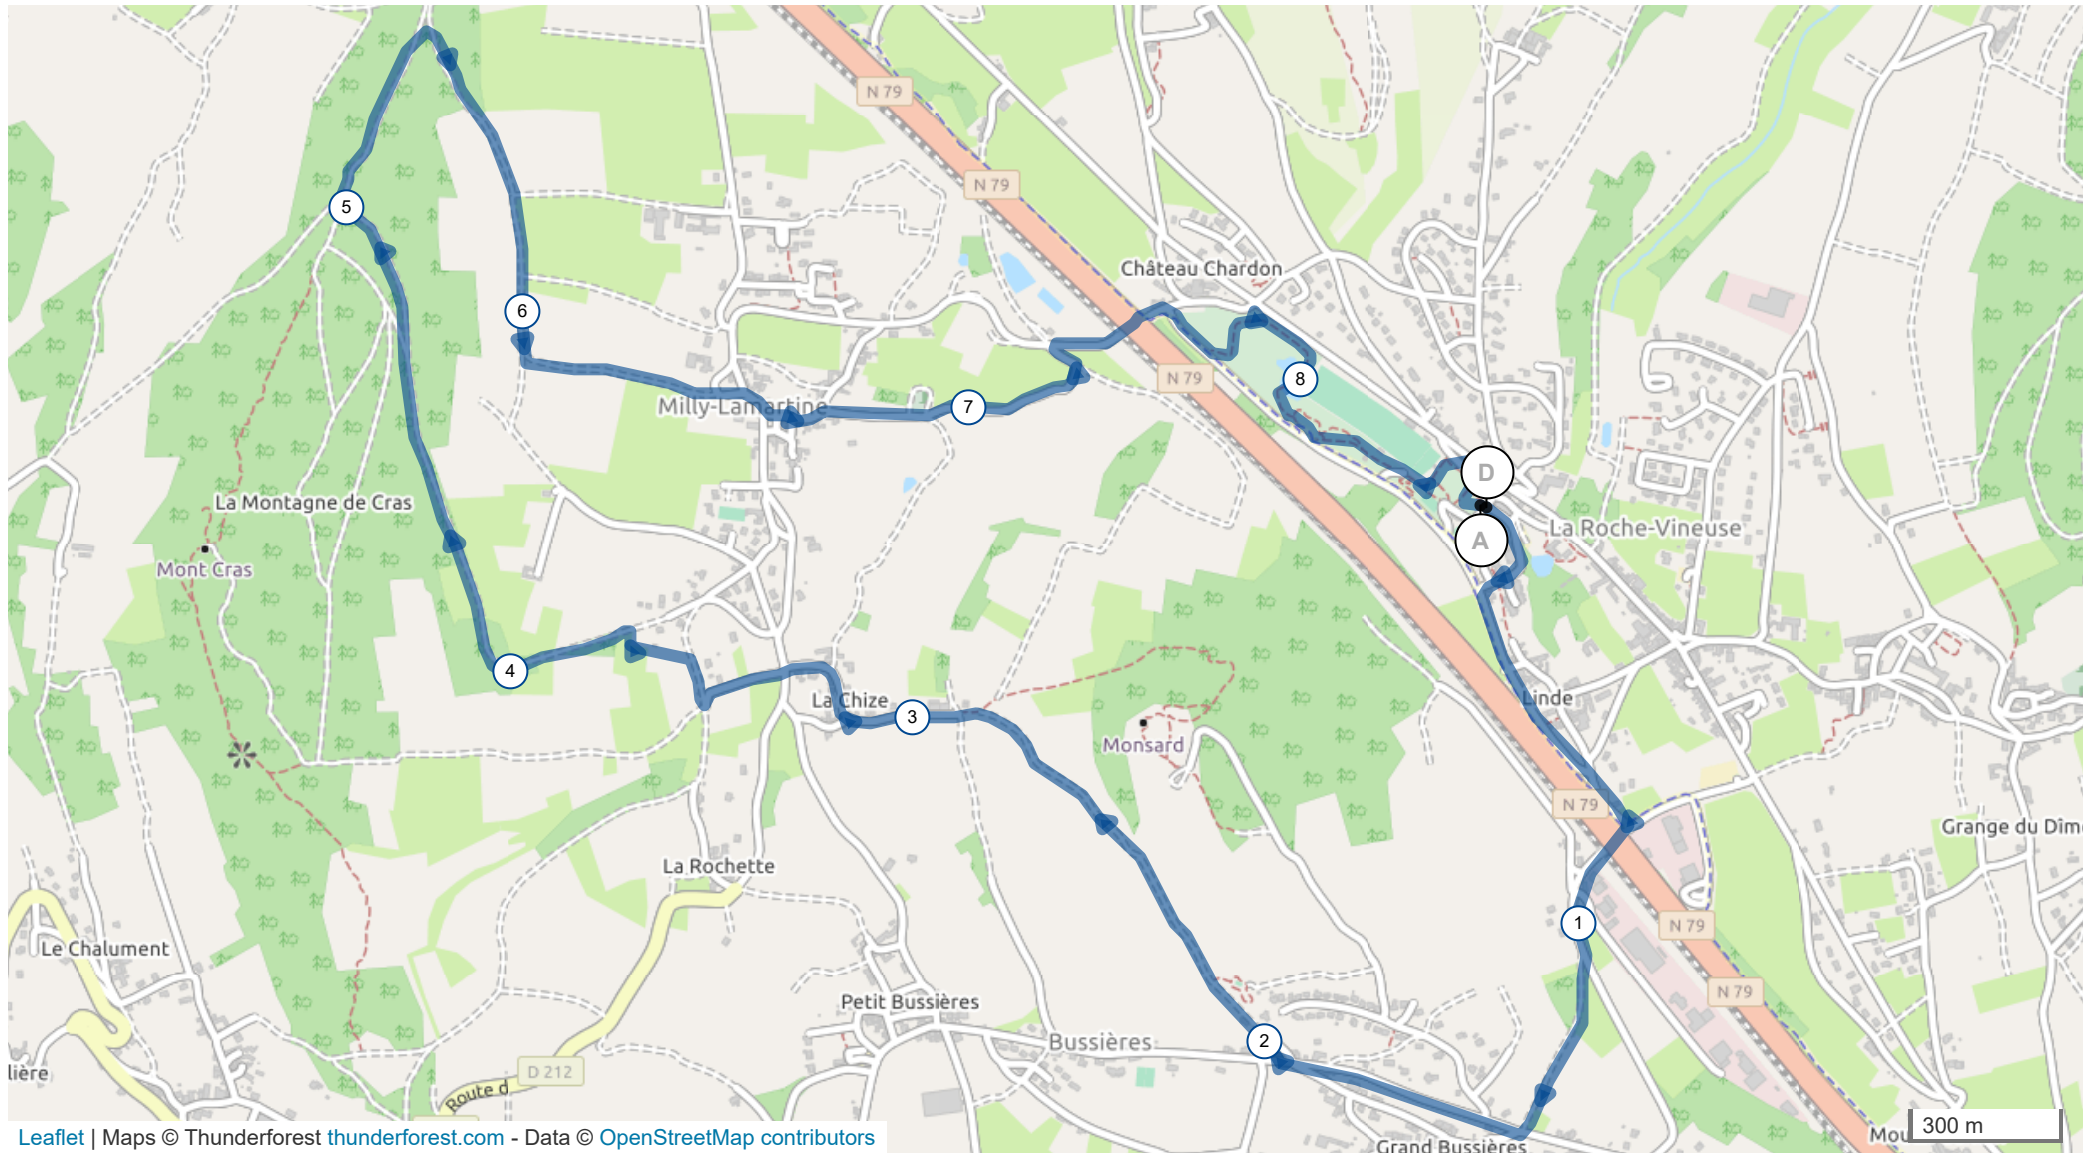 N 79
5
N 79
Château Chardon
6
N 79
8
Milly-Lamartine
7
D
La Montagne de Cras
La Roche-Vineuse
A
Mont Cras
4
La Chize
3
Linde
Monsard
N 79
Grange du Dîm
La Rochette
1
N 79
Le Chalument
N 79
Petit Bussières
Bussières
2
lière
D 212
Route d
Mou
300 m
Grand Bussières
Leaflet | Maps © Thunderforest thunderforest.com - Data © OpenStreetMap contributors